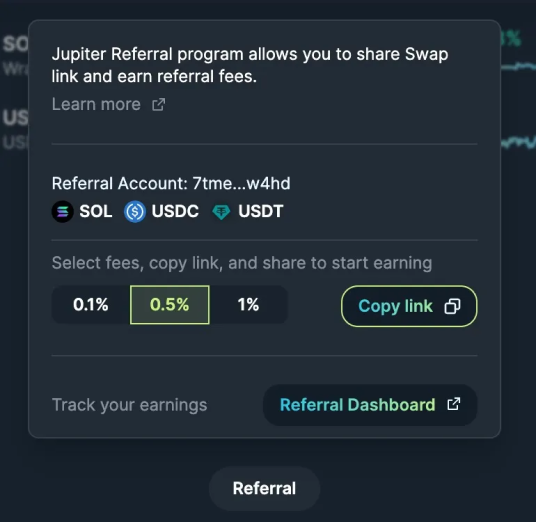 SO
%
Wra
Jupiter Referral program allows you to share Swap
link and earn referral fees.
Learn more
US
USI
Referral Account: 7tme...w4hd
SOL USDC USDT
Select fees, copy link, and share to start earning
0.1% 0.5% 1% Copy link
Track your earnings Referral Dashboard
Referral